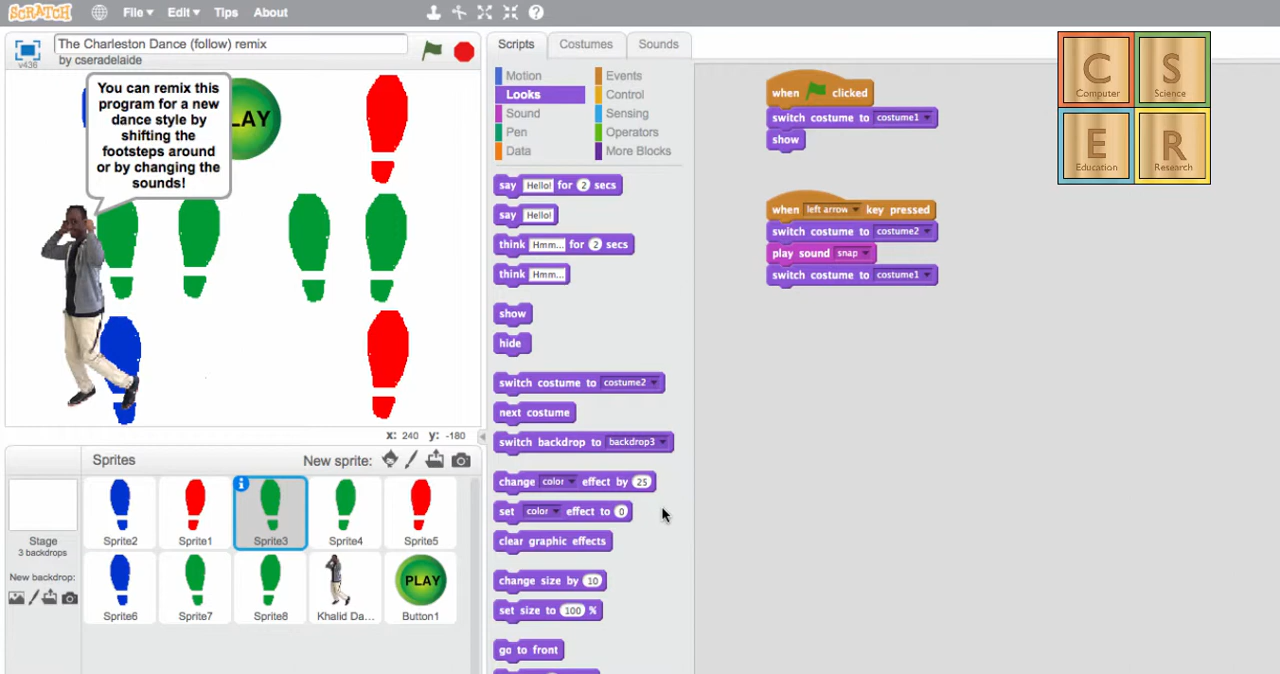 SCRATCH File Edit Tips About
v436 The Charleston Dance (follow) remix
by cseradelaide
You can remix this
program for a new
dance style by
shifting the
footsteps around
or by changing the
sounds!
LAY
x: 240 y: -180
Sprites New sprite:
Stage
3 backdrops
New backdrop:
Sprite2 Sprite1 Sprite3 Sprite4 Sprite5
Sprite6 Sprite7 Sprite8 Khalid Da... Button1
PLAY
Scripts Costumes Sounds
Motion Events
Looks Control
Sound Sensing
Pen Operators
Data More Blocks
say Hello! for 2 secs
say Hello!
think Hmm... for 2 secs
think Hmm...
show
hide
switch costume to costume2
next costume
switch backdrop to backdrop3
change color effect by 25
set color effect to 0
clear graphic effects
change size by 10
set size to 100 %
go to front
when clicked
switch costume to costume1
show
when left arrow key pressed
switch costume to costume2
play sound snap
switch costume to costume1
C S
Computer Science
E R
Education Research